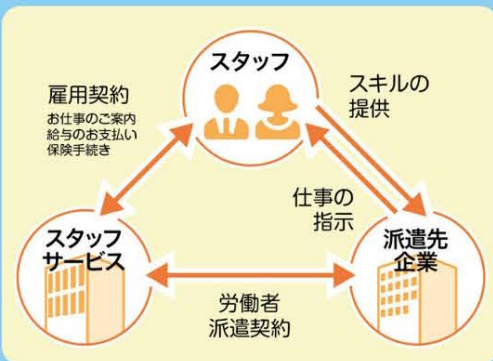 スタッフ
雇用契約
お仕事のご案内
給与のお支払い
保険手続き
スキルの
提供
仕事の
指示
スタッフ
サービス
派遣先
企業
労働者
派遣契約